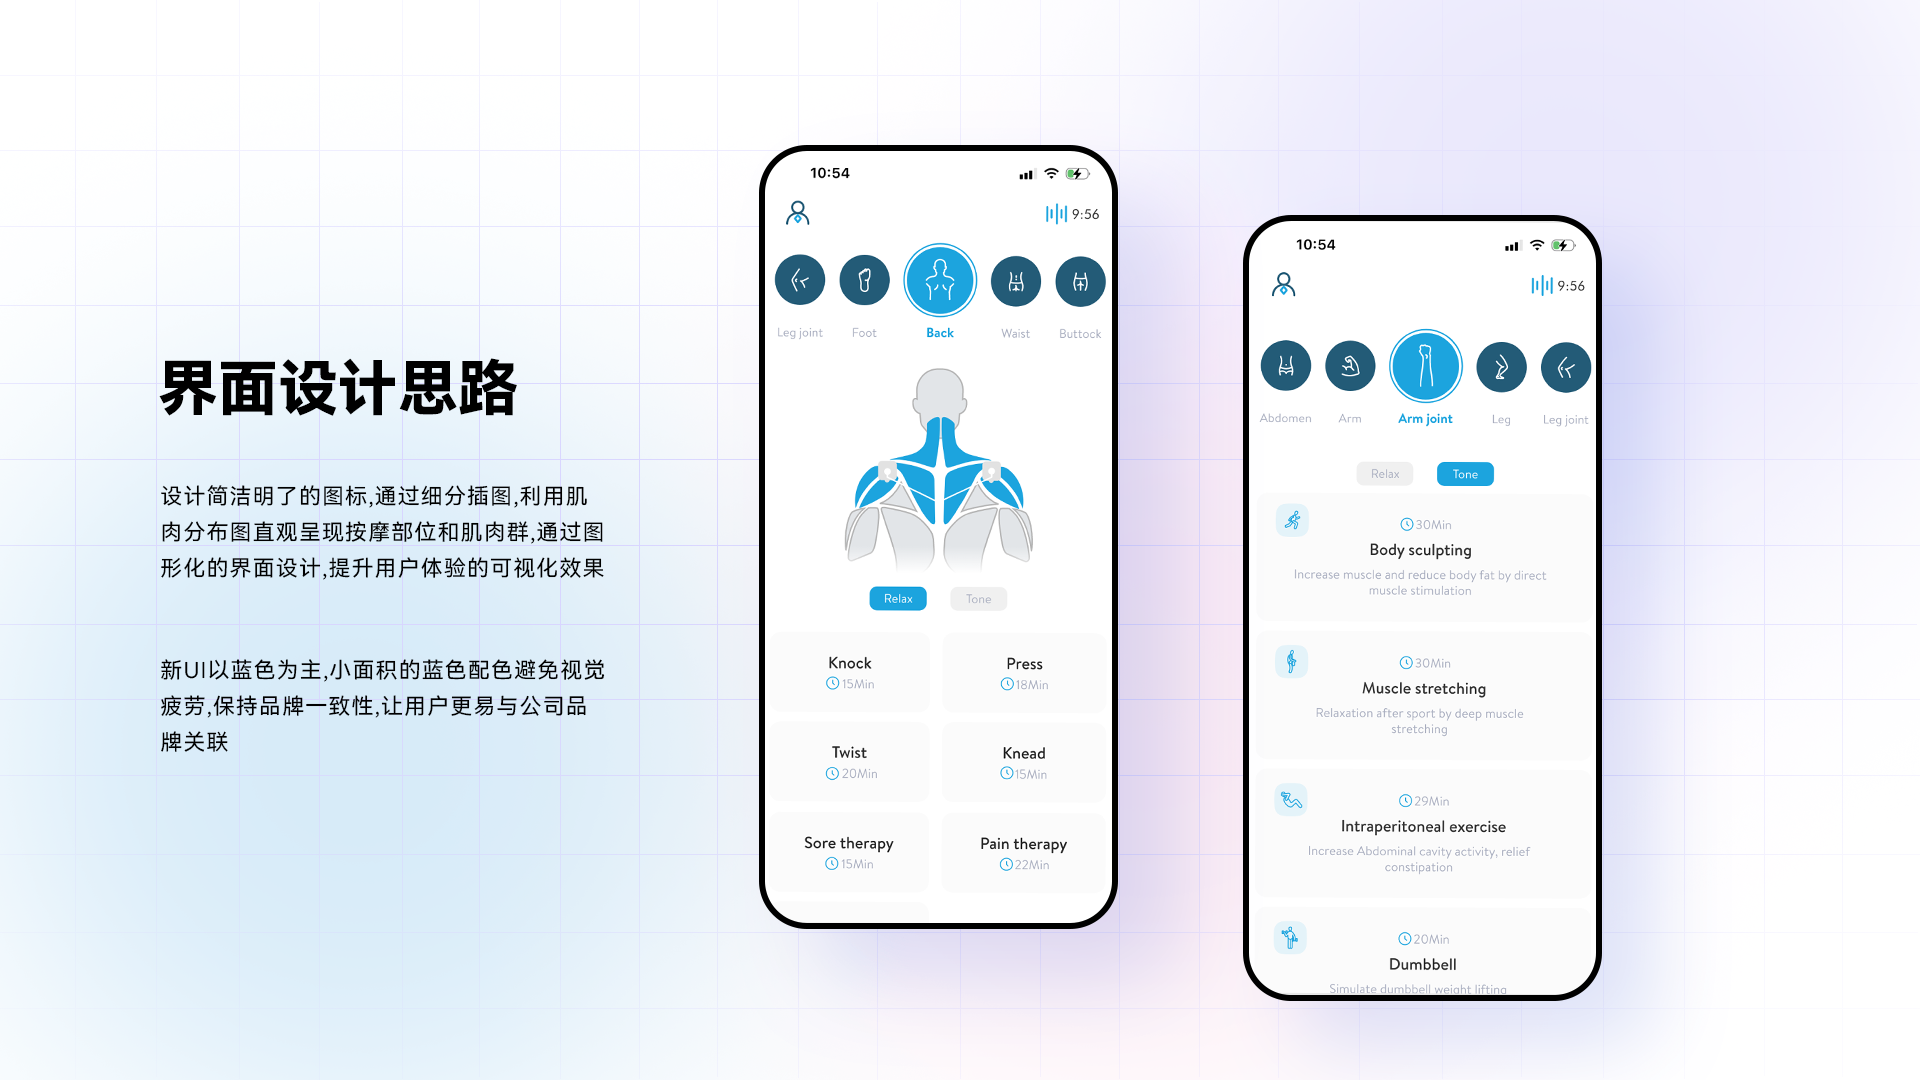 界面设计思路
设计简洁明了的图标,通过细分插图,利用肌
肉分布图直观呈现按摩部位和肌肉群,通过图
形化的界面设计,提升用户体验的可视化效果
新UI以蓝色为主,小面积的蓝色配色避免视觉
疲劳,保持品牌一致性,让用户更易与公司品
牌关联
10:54
9:56
Leg joint
Foot
Back
Waist
Buttock
Relax
Tone
Knock
15Min
Press
18Min
Twist
20Min
Knead
15Min
Sore therapy
15Min
Pain therapy
22Min
10:54
9:56
Abdomen
Arm
Arm joint
Leg
Leg joint
Relax
Tone
30Min
Body sculpting
Increase muscle and reduce body fat by direct
muscle stimulation
30Min
Muscle stretching
Relaxation after sport by deep muscle
stretching
29Min
Intraperitoneal exercise
Increase Abdominal cavity activity, relief
constipation
20Min
Dumbbell
Simulate dumbbell weight lifting